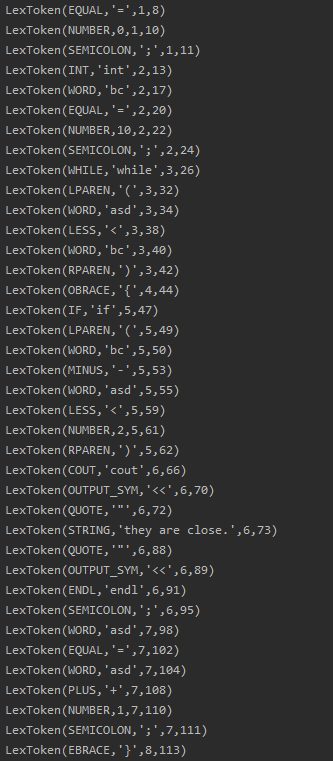 LexToken(EQUAL,'=',1,8)
LexToken(NUMBER,0,1,10)
LexToken(SEMICOLON,';',1,11)
LexToken(INT,'int',2,13)
LexToken(WORD,'bc',2,17)
LexToken(EQUAL,'=',2,20)
LexToken(NUMBER,10,2,22)
LexToken(SEMICOLON,';',2,24)
LexToken(WHILE,'while',3,26)
LexToken(LPAREN,'(',3,32)
LexToken(WORD,'asd',3,34)
LexToken(LESS,'<',3,38)
LexToken(WORD,'bc',3,40)
LexToken(RPAREN,')',3,42)
LexToken(OBRACE,'{',4,44)
LexToken(IF,'if',5,47)
LexToken(LPAREN,'(',5,49)
LexToken(WORD,'bc',5,50)
LexToken(MINUS,'-',5,53)
LexToken(WORD,'asd',5,55)
LexToken(LESS,'<',5,59)
LexToken(NUMBER,2,5,61)
LexToken(RPAREN,')',5,62)
LexToken(COUT,'cout',6,66)
LexToken(OUTPUT_SYM,'<<',6,70)
LexToken(QUOTE,'"',6,72)
LexToken(STRING,'they are close.',6,73)
LexToken(QUOTE,'"',6,88)
LexToken(OUTPUT_SYM,'<<',6,89)
LexToken(ENDL,'endl',6,91)
LexToken(SEMICOLON,';',6,95)
LexToken(WORD,'asd',7,98)
LexToken(EQUAL,'=',7,102)
LexToken(WORD,'asd',7,104)
LexToken(PLUS,'+',7,108)
LexToken(NUMBER,1,7,110)
LexToken(SEMICOLON,';',7,111)
LexToken(EBRACE,'}',8,113)